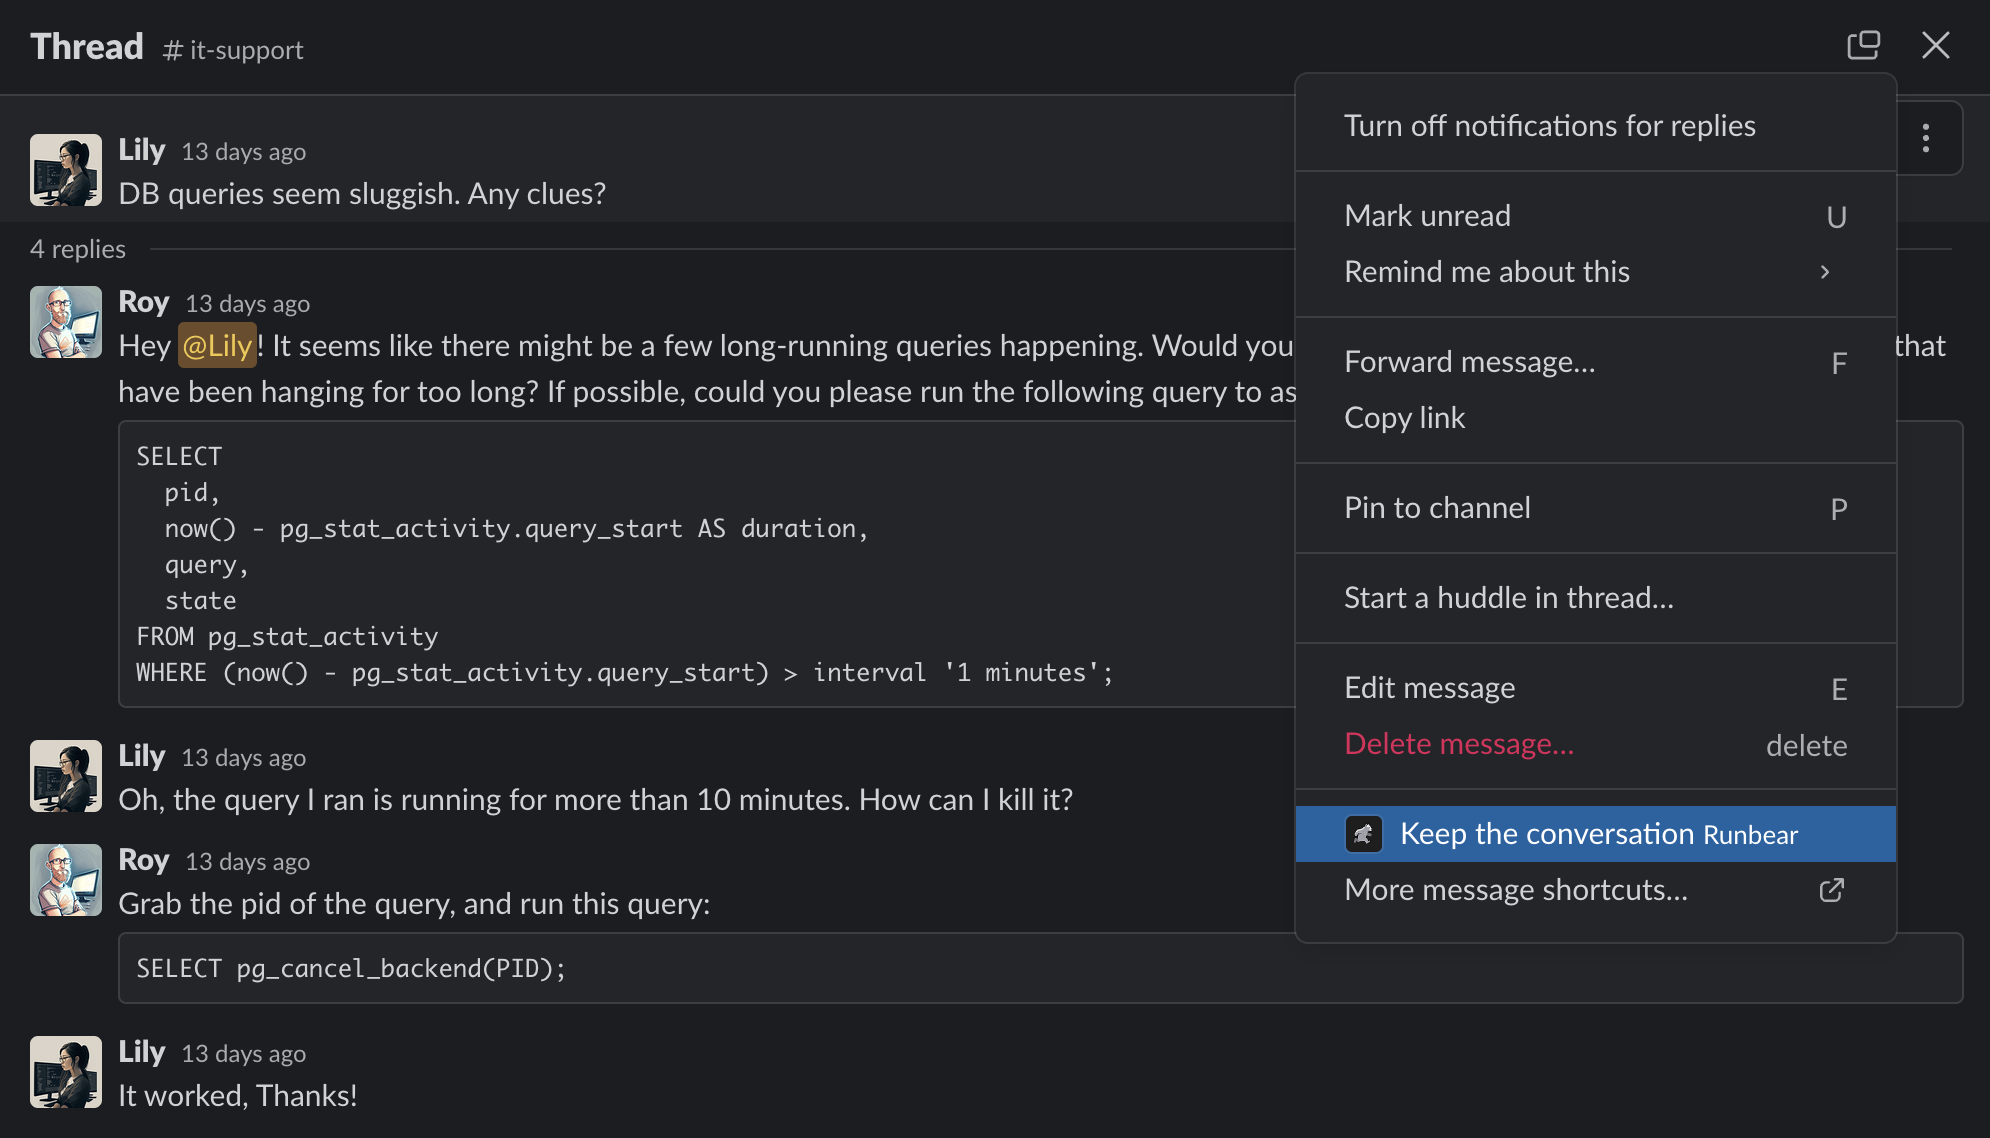 Thread # it-support
Lily 13 days ago
DB queries seem sluggish. Any clues?
4 replies
Roy 13 days ago
Hey @Lily! It seems like there might be a few long-running queries happening. Would you that
have been hanging for too long? If possible, could you please run the following query to as
SELECT
pid,
now() - pg_stat_activity.query_start AS duration,
query,
state
FROM pg_stat_activity
WHERE (now() - pg_stat_activity.query_start) > interval '1 minutes';
Lily 13 days ago
Oh, the query I ran is running for more than 10 minutes. How can I kill it?
Roy 13 days ago
Grab the pid of the query, and run this query:
SELECT pg_cancel_backend(PID);
Lily 13 days ago
It worked, Thanks!
Turn off notifications for replies
Mark unread U
Remind me about this
Forward message... F
Copy link
Pin to channel P
Start a huddle in thread...
Edit message E
Delete message... delete
Keep the conversation Runbear
More message shortcuts...